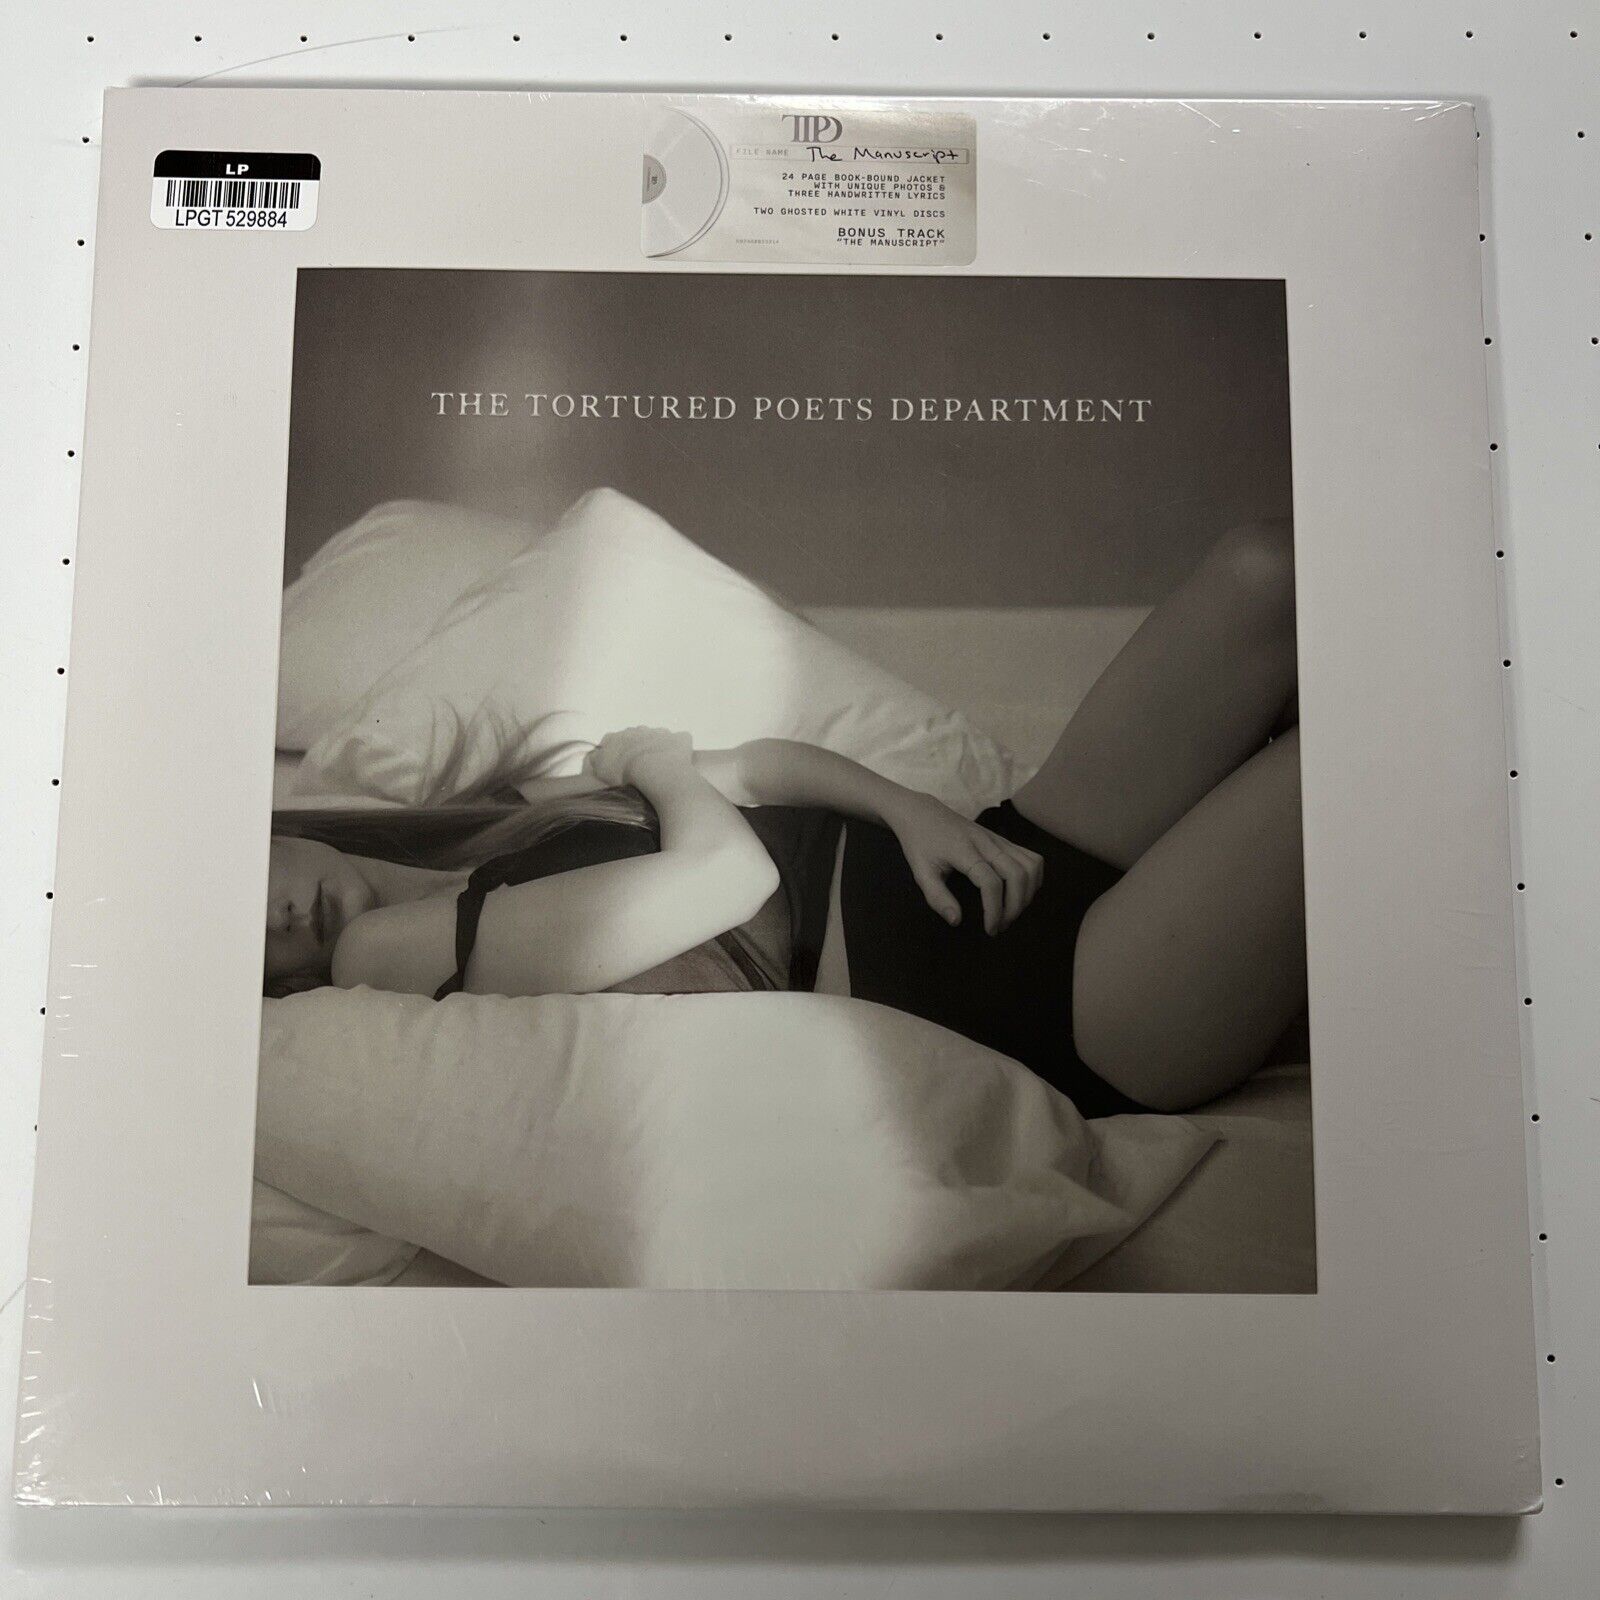 LP
LPGT 529884
TTPD
FILE NAME The Manuscript
24 PAGE BOOK-BOUND JACKET
WITH UNIQUE PHOTOS &
THREE HANDWRITTEN LYRICS
TWO GHOSTED WHITE VINYL DISCS
BONUS TRACK
"THE MANUSCRIPT"
THE TORTURED POETS DEPARTMENT